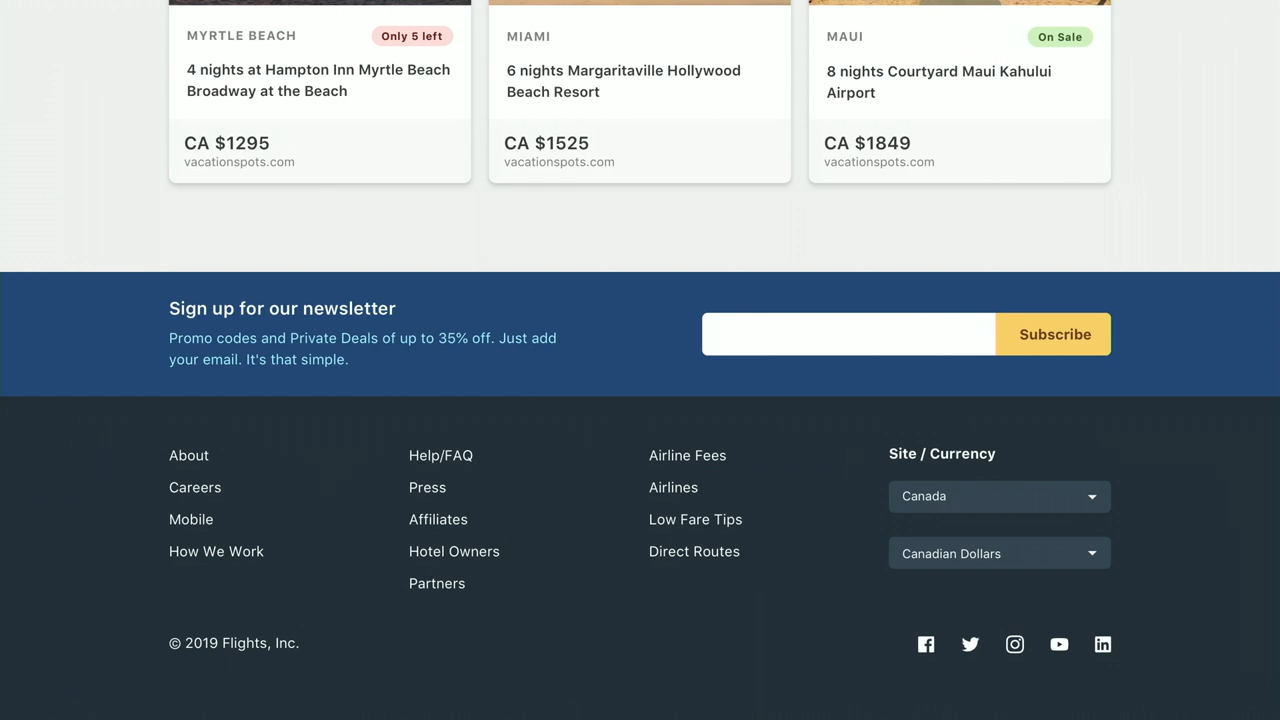 MYRTLE BEACH
Only 5 left
4 nights at Hampton Inn Myrtle Beach
Broadway at the Beach
CA $1295
vacationspots.com
MIAMI
6 nights Margaritaville Hollywood
Beach Resort
CA $1525
vacationspots.com
MAUI
On Sale
8 nights Courtyard Maui Kahului
Airport
CA $1849
vacationspots.com
Sign up for our newsletter
Promo codes and Private Deals of up to 35% off. Just add
your email. It's that simple.
Subscribe
About
Careers
Mobile
How We Work
Help/FAQ
Press
Affiliates
Hotel Owners
Partners
Airline Fees
Airlines
Low Fare Tips
Direct Routes
Site / Currency
Canada
Canadian Dollars
© 2019 Flights, Inc.